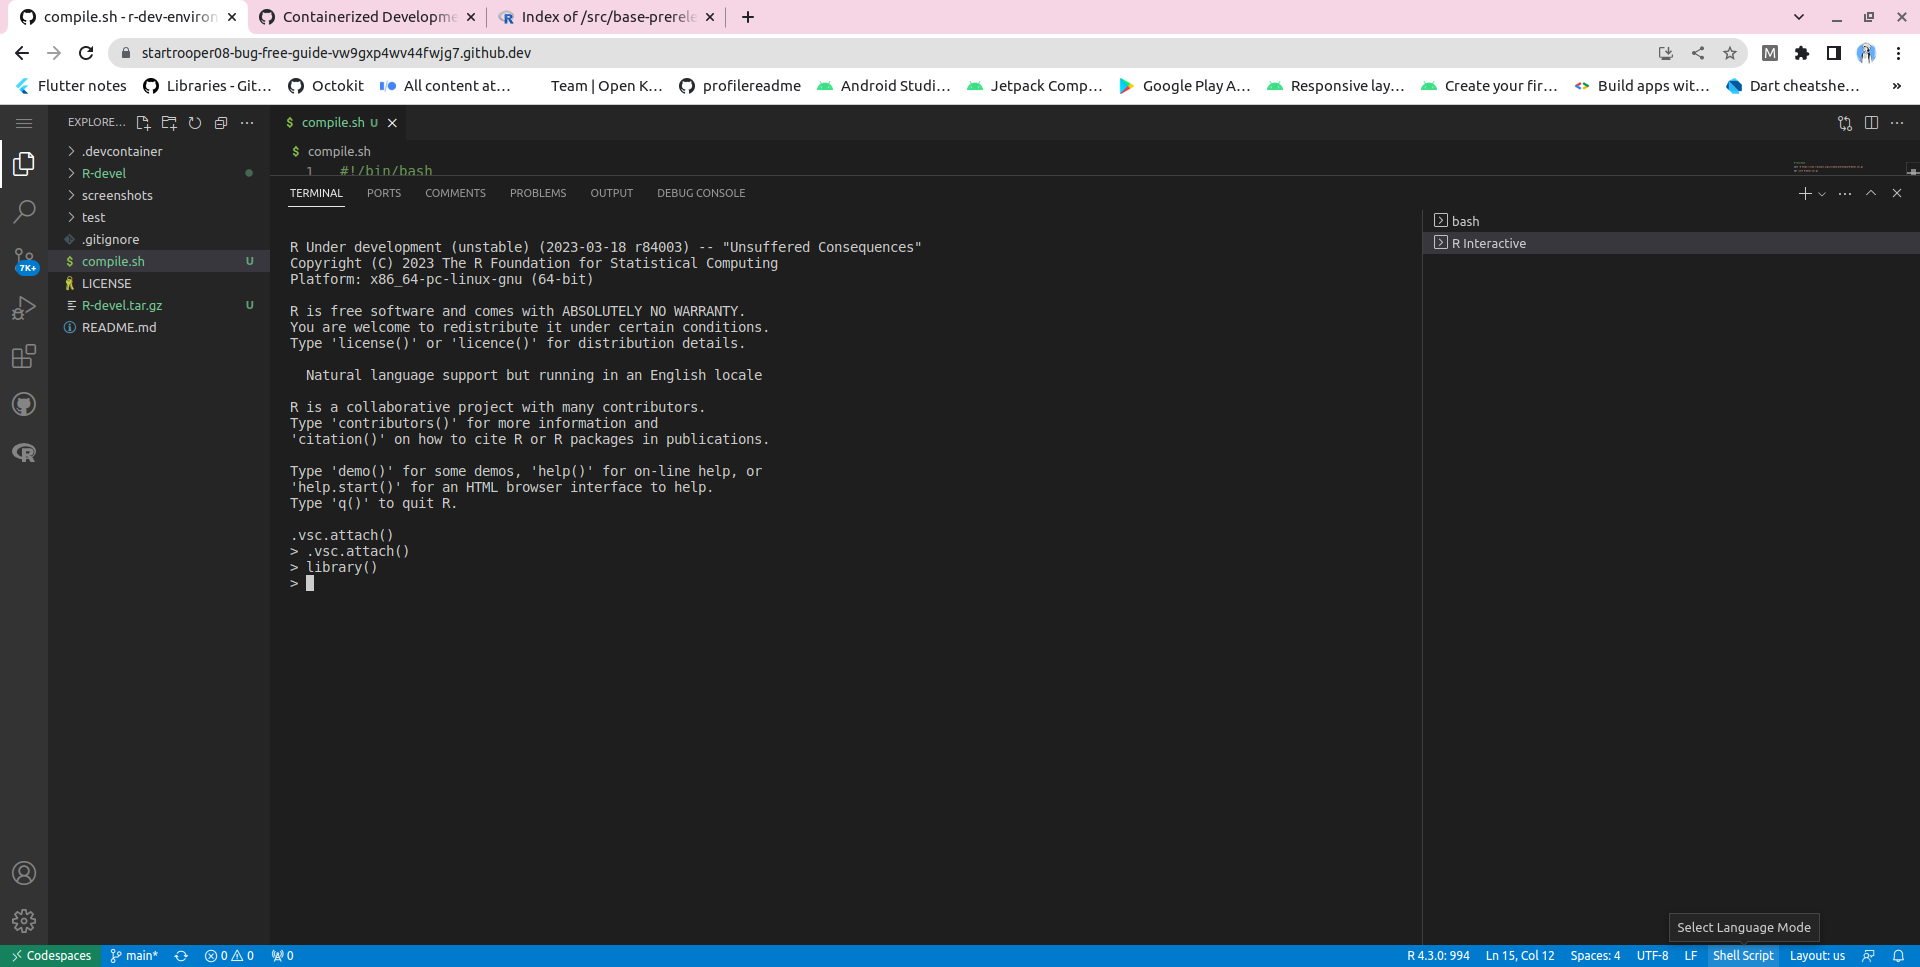 compile.sh - r-dev-environ
Containerized Developme
Index of /src/base-prerele
startrooper08-bug-free-guide-vw9gxp4wv44fwjg7.github.dev
M
Flutter notes
Libraries - Git...
Octokit
All content at...
Team | Open K...
profilereadme
Android Studi...
Jetpack Comp...
Google Play A...
Responsive lay...
Create your fir...
Build apps wit...
Dart cheatshe...
»
EXPLORE...
.devcontainer
R-devel
screenshots
test
.gitignore
$ compile.sh U
LICENSE
R-devel.tar.gz U
README.md
7K+
$ compile.sh U
$ compile.sh
1 #!/bin/bash
TERMINAL PORTS COMMENTS PROBLEMS OUTPUT DEBUG CONSOLE
bash
R Interactive
R Under development (unstable) (2023-03-18 r84003) -- "Unsuffered Consequences"
Copyright (C) 2023 The R Foundation for Statistical Computing
Platform: x86_64-pc-linux-gnu (64-bit)
R is free software and comes with ABSOLUTELY NO WARRANTY.
You are welcome to redistribute it under certain conditions.
Type 'license()' or 'licence()' for distribution details.
Natural language support but running in an English locale
R is a collaborative project with many contributors.
Type 'contributors()' for more information and
'citation()' on how to cite R or R packages in publications.
Type 'demo()' for some demos, 'help()' for on-line help, or
'help.start()' for an HTML browser interface to help.
Type 'q()' to quit R.
.vsc.attach()
> .vsc.attach()
> library()
>
Select Language Mode
Codespaces
main*
0 0
0
R 4.3.0: 994
Ln 15, Col 12
Spaces: 4
UTF-8
LF
Shell Script
Layout: us